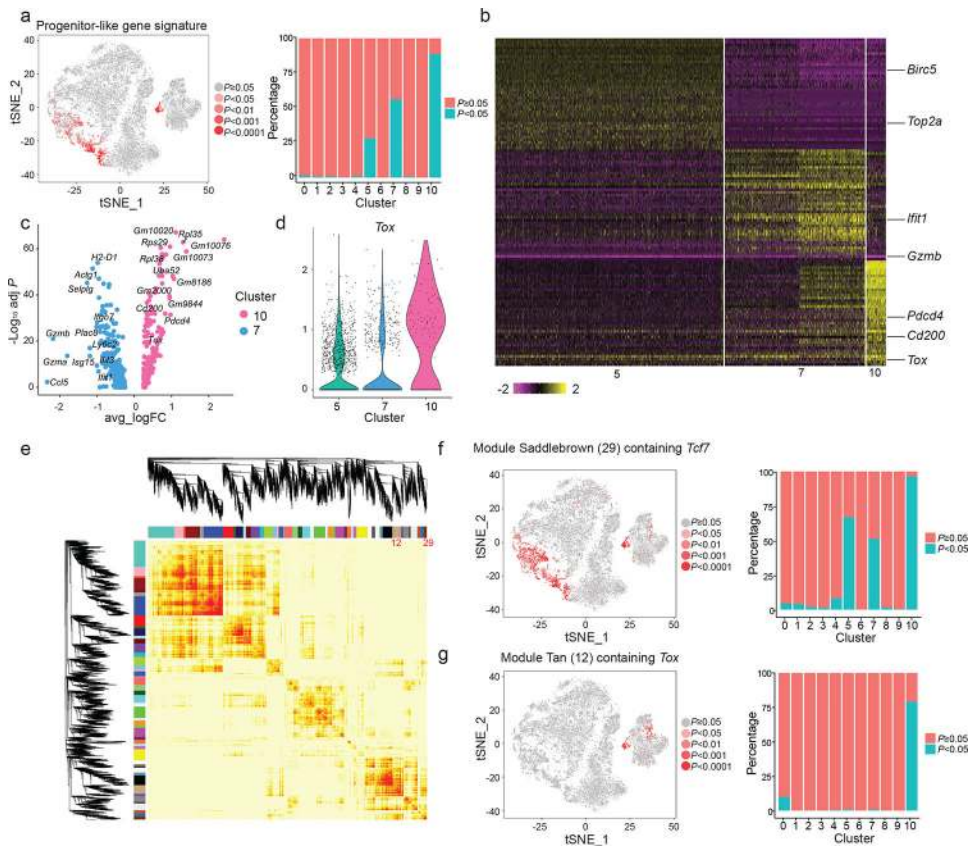 a
Progenitor-like gene signature
tSNE_2
40
20
0
-20
-40
-25
0
25
50
tSNE_1
P≥0.05
P<0.05
P<0.01
P<0.001
P<0.0001
Percentage
100
75
50
25
0
0 1 2 3 4 5 6 7 8 9 10
Cluster
P≥0.05
P<0.05
b
Birc5
Top2a
Ifit1
Gzmb
Pdcd4
Cd200
Tox
5
7
10
-2
2
c
-Log₁₀ adj P
60
40
20
0
Gm10020
Rpl35
Rps29
Gm10076
H2-D1
Rpl38
Gm10073
Actg1
Uba52
Selplg
Gm8186
Gm2000
Gm9844
Cd200
Itgb7
Pdcd4
Plac8
Gzmb
Ly6c2
Tox
Gzma
Isg15
Ifit3
Ifit1
Ccl5
-2
-1
0
1
2
avg_logFC
Cluster
10
7
d
Tox
2
1
0
5
7
10
Cluster
e
12
29
f
Module Saddlebrown (29) containing Tcf7
tSNE_2
40
20
0
-20
-40
-25
0
25
50
tSNE_1
P≥0.05
P<0.05
P<0.01
P<0.001
P<0.0001
Percentage
100
75
50
25
0
0 1 2 3 4 5 6 7 8 9 10
Cluster
P≥0.05
P<0.05
g
Module Tan (12) containing Tox
tSNE_2
40
20
0
-20
-40
-25
0
25
50
tSNE_1
P≥0.05
P<0.05
P<0.01
P<0.001
P<0.0001
Percentage
100
75
50
25
0
0 1 2 3 4 5 6 7 8 9 10
Cluster
P≥0.05
P<0.05